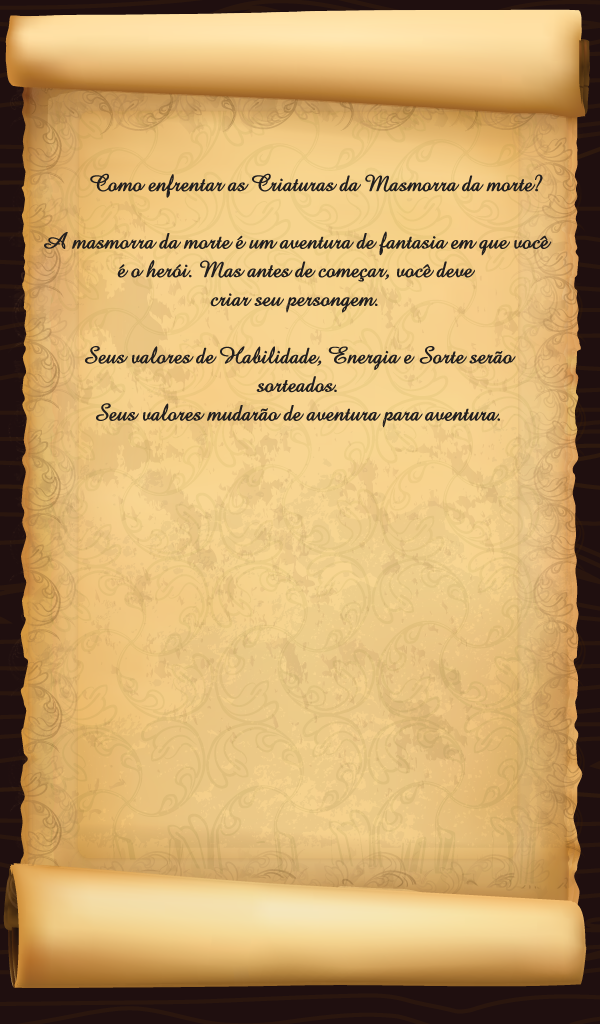 Como enfrentar as Criaturas da Masmorra da morte?
A masmorra da morte é um aventura de fantasia em que você
é o herói. Mas antes de começar, você deve
criar seu persongem.
Seus valores de Habilidade, Energia e Sorte serão
sorteados.
Seus valores mudarão de aventura para aventura.